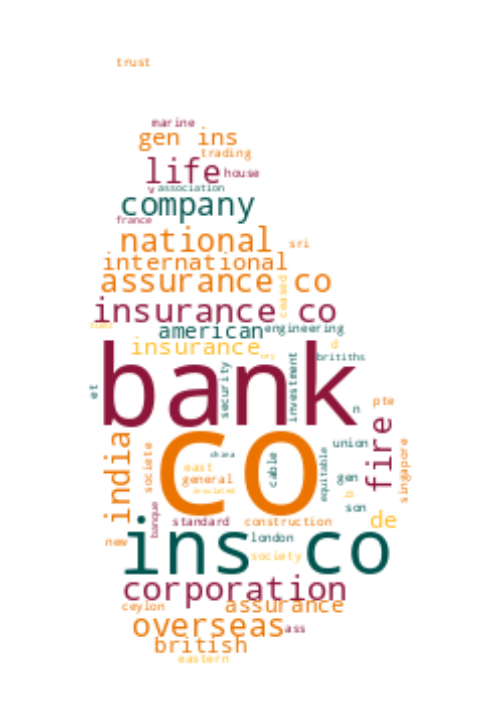 trust
marine
gen ins
trading
life house
v association
company
france
national sri
international
assurance co
ceased
insurance co
american engineering
insurance d
britiths
bank
et
security
investment
n
pte
co
fire
india
societe
union
singapore
china
east
cable
equitable
gen
general
insulated
son
de
banque
standard construction
new
ins co
london
society
corporation
ceylon assurance
overseas ass
british
eastern